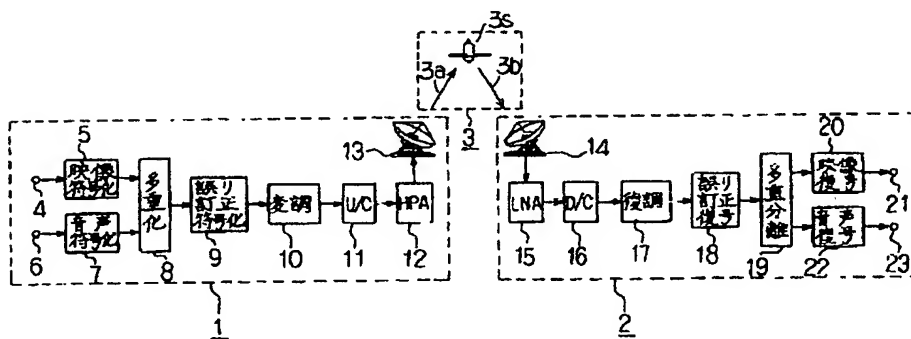 3s
3a
3b
3
5
映像
符号化
4
6
音声
符号化
7
多重化
8
誤り
訂正
符号化
9
変調
10
U/C
11
HPA
12
13
1
14
LNA
15
D/C
16
復調
17
誤り
訂正
復号
18
多重分離
19
20
映像
復号
21
音声
復号
22
23
2